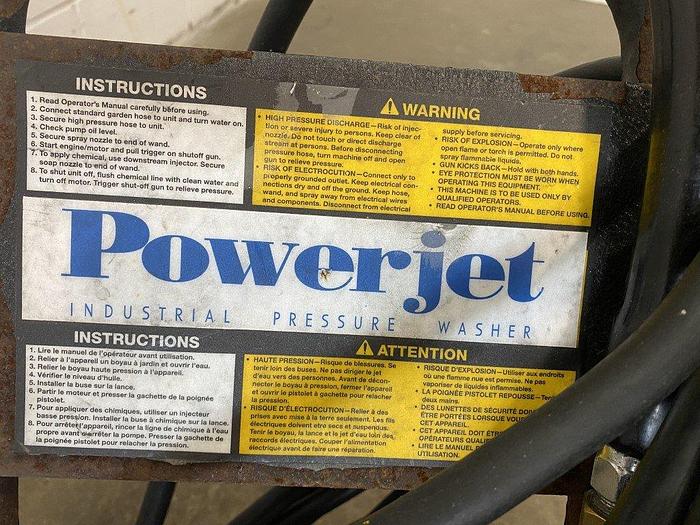 INSTRUCTIONS
1. Read Operator's Manual carefully before using.
2. Connect standard garden hose to unit and turn water on.
3. Secure high pressure hose to unit.
4. Check pump oil level.
5. Secure spray nozzle to end of wand.
6. Start engine/motor and pull trigger on shutoff gun.
7. To apply chemical, use downstream injector. Secure
soap nozzle to end of wand.
8. To shut unit off, flush chemical line with clean water and
turn off motor. Trigger shut-off gun to relieve pressure.
WARNING
• HIGH PRESSURE DISCHARGE—Risk of injec-
tion or severe injury to persons. Keep clear of
nozzle. Do not touch or direct discharge
stream at persons. Before disconnecting
pressure hose, turn machine off and open
gun to relieve pressure.
• RISK OF ELECTROCUTION—Connect only to
properly grounded outlet. Keep electrical con-
nections dry and off the ground. Keep hose,
wand, and spray away from electrical wires
and components. Disconnect from electrical
supply before servicing.
• RISK OF EXPLOSION—Operate only where
open flame or torch is permitted. Do not
spray flammable liquids.
• GUN KICKS BACK—Hold with both hands.
• EYE PROTECTION MUST BE WORN WHEN
OPERATING THIS EQUIPMENT.
• THIS MACHINE IS TO BE USED ONLY BY
QUALIFIED OPERATORS.
• READ OPERATOR'S MANUAL BEFORE USING.
Powerjet
INDUSTRIAL PRESSURE WASHER
INSTRUCTIONS
1. Lire le manuel de l'opérateur avant utilisation.
2. Relier à l'appareil un boyau à jardin et ouvrir l'eau.
3. Relier le boyau haute pression à l'appareil.
4. Vérifier le niveau d'huile.
5. Installer la buse sur la lance.
6. Partir le moteur et presser la gachette de la poignée
Pistolet.
7. Pour appliquer des chimiques, utiliser un injecteur
basse pression. Installer la buse à chimique sur la lance.
8. Pour arrêter l'appareil, rincer la ligne de chimique à l'eau
propre avant d'arrêter la pompe. Presser la gachette de
la poignée pistolet pour relacher la pression.
ATTENTION
• HAUTE PRESSION—Risque de blessures. Se
tenir loin des buses. Ne pas diriger le jet
d'eau vers des personnes. Avant de décon-
necter le boyau à pression, fermer l'appareil
et ouvrir le pistolet à gachette pour relacher
la pression.
• RISQUE D'ÉLECTROCUTION—Relier à des
prises avec mise à la terre seulement. Les fils
électriques doivent etre secs et suspendus.
Tenir le boyau, la lance et le jet d'eau loin des
raccords électriques. Couper l'alimentation
électrique avant de faire une réparation.
• RISQUE D'EXPLOSION—Utiliser aux endroits
où une flamme nue est permise. Ne pas
vaporiser de liquides inflammables.
• LA POIGNÉE PISTOLET REPOUSSE—Ten
deux mains.
• DES LUNETTES DE SÉCURITÉ DOI
ÊTRE PORTÉES LORSQUE VOU
CET APPAREIL.
• CET APPAREIL DOIT ÊTR
OPÉRATEURS QUALIF
• LIRE LE MANUEL
UTILISATION.